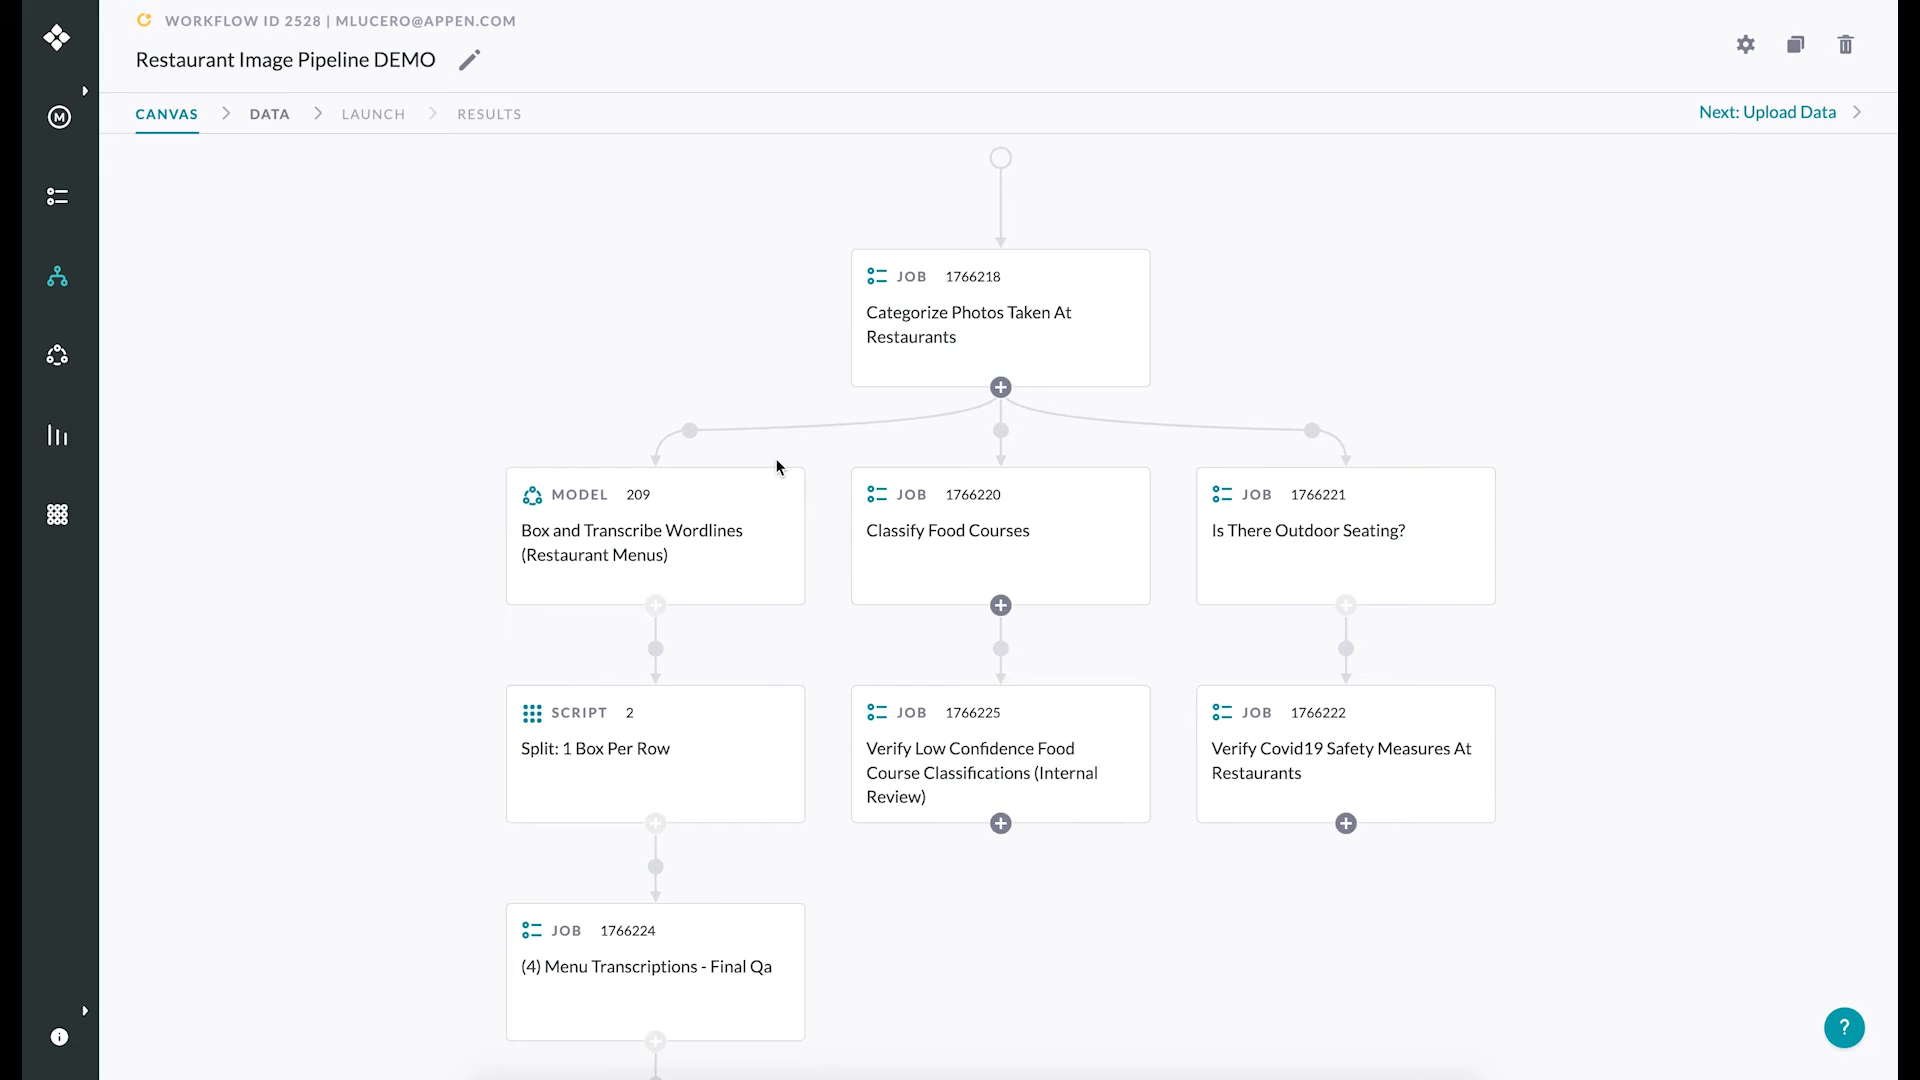 WORKFLOW ID 2528 | MLUCERO@APPEN.COM
Restaurant Image Pipeline DEMO
CANVAS
DATA
LAUNCH
RESULTS
Next: Upload Data
M
JOB 1766218
Categorize Photos Taken At
Restaurants
MODEL 209
Box and Transcribe Wordlines
(Restaurant Menus)
JOB 1766220
Classify Food Courses
JOB 1766221
Is There Outdoor Seating?
SCRIPT 2
Split: 1 Box Per Row
JOB 1766225
Verify Low Confidence Food
Course Classifications (Internal
Review)
JOB 1766222
Verify Covid19 Safety Measures At
Restaurants
JOB 1766224
(4) Menu Transcriptions - Final Qa
?